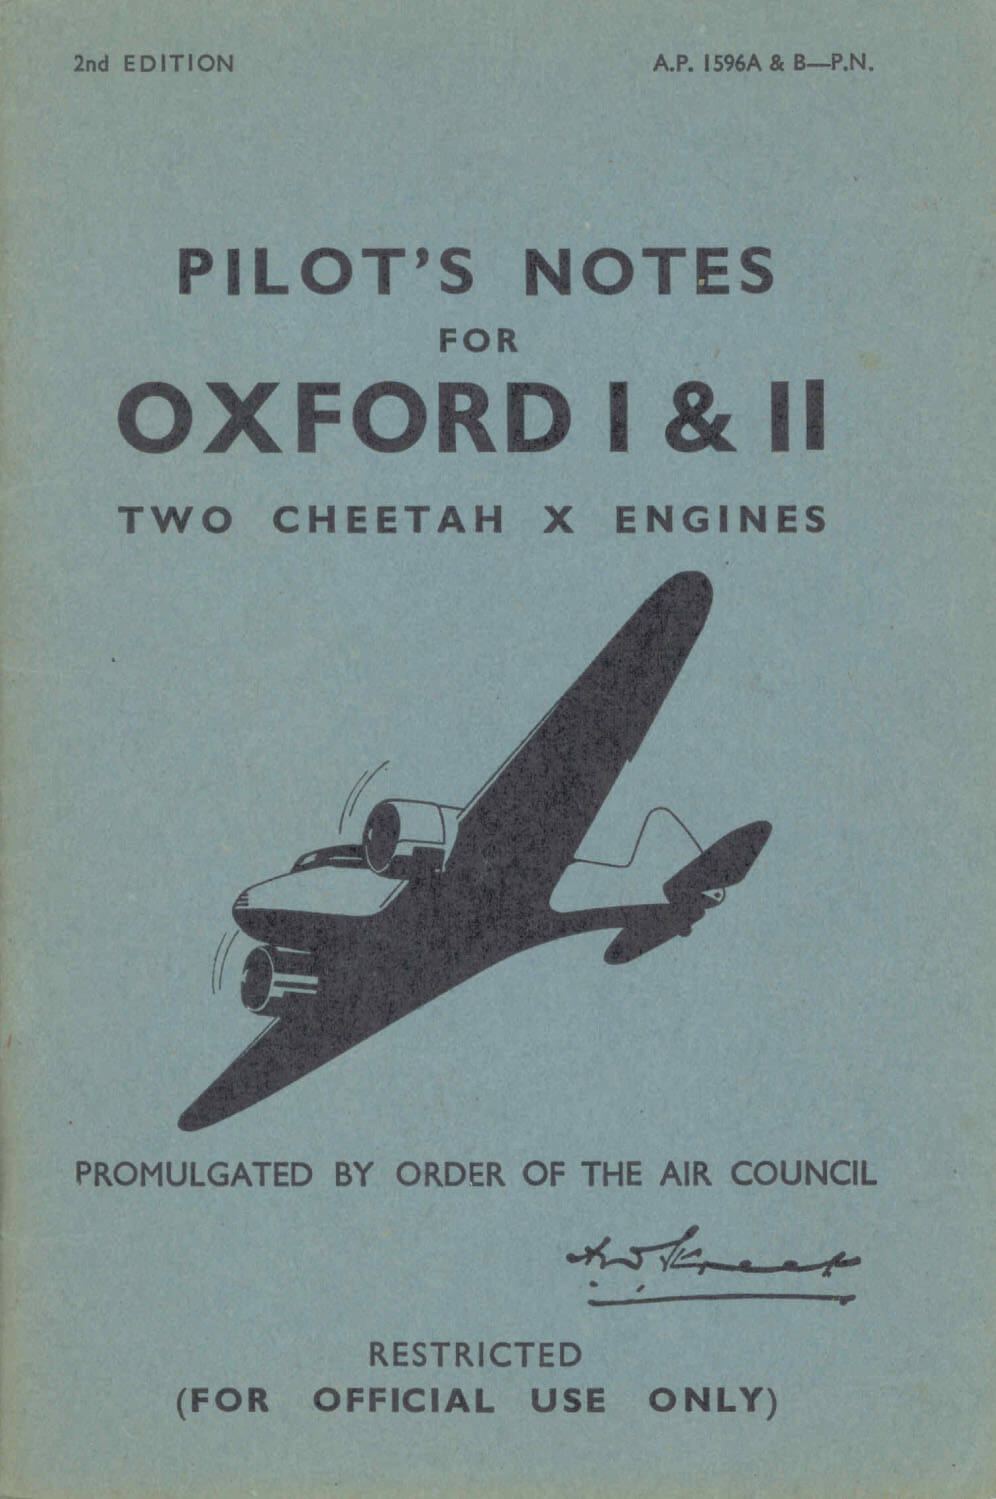 2nd EDITION A.P. 1596A & B—P.N.
PILOT'S NOTES
FOR
OXFORD I & II
TWO CHEETAH X ENGINES
PROMULGATED BY ORDER OF THE AIR COUNCIL
RESTRICTED
(FOR OFFICIAL USE ONLY)